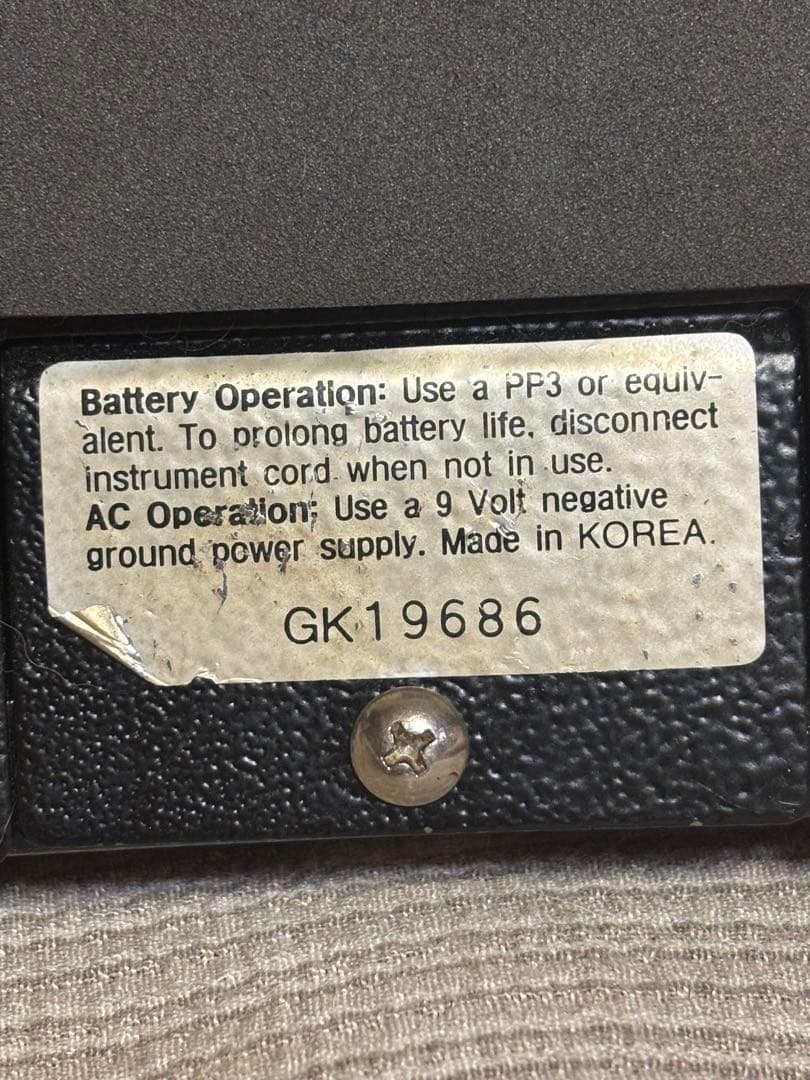 Battery Operation: Use a PP3 or equiv-
alent. To prolong battery life, disconnect
instrument cord when not in use.
AC Operation: Use a 9 Volt negative
ground power supply. Made in KOREA.
GK19686